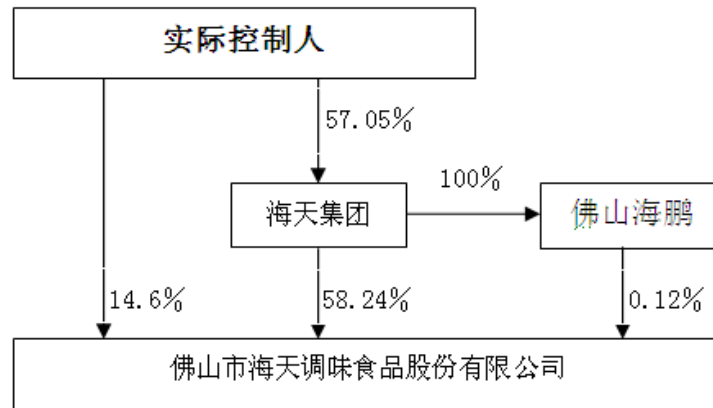 实际控制人
57.05%
100%
海天集团
佛山海鹏
14.6%
58.24%
0.12%
佛山市海天调味食品股份有限公司